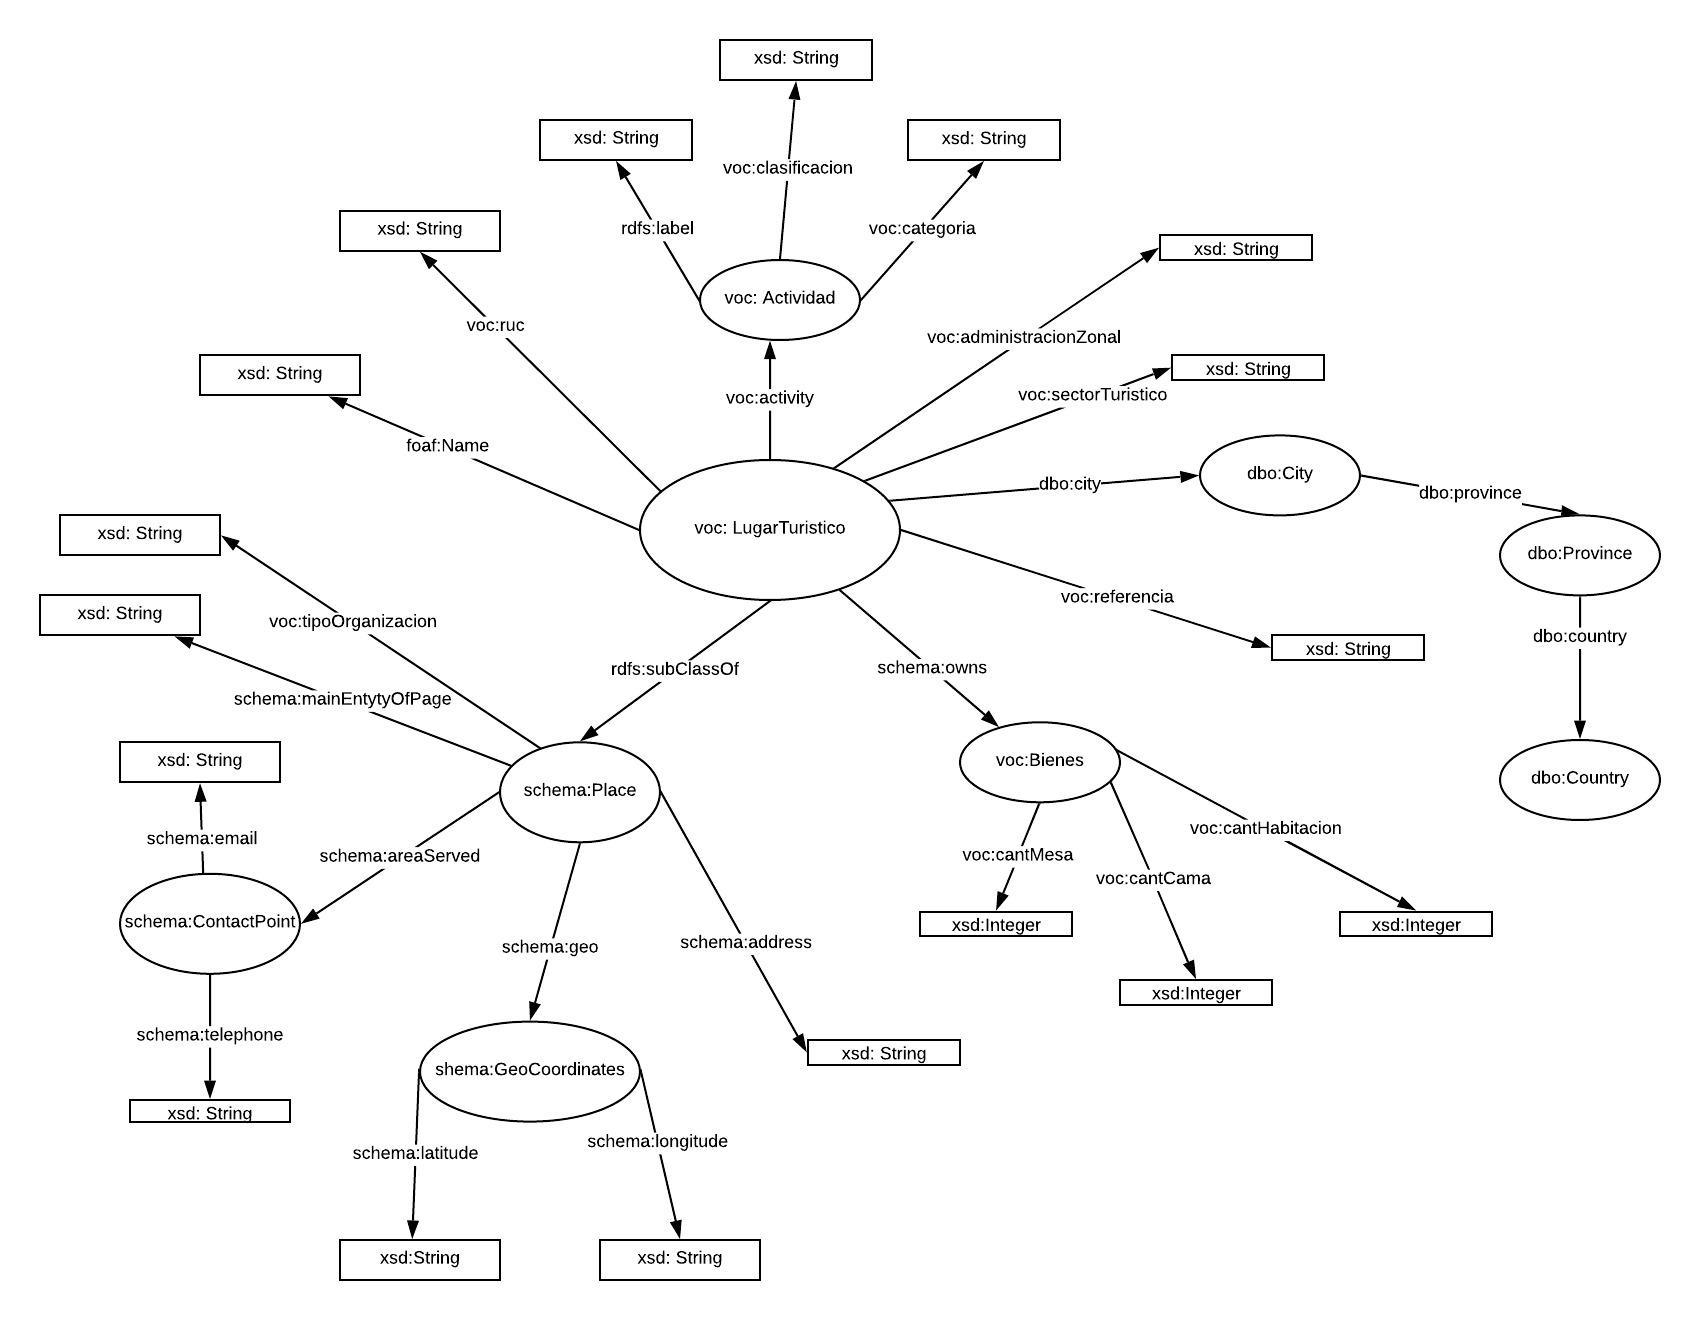 xsd: String
xsd: String
xsd: String
voc:clasificacion
rdfs:label
voc:categoria
xsd: String
xsd: String
voc: Actividad
voc:ruc
voc:administracionZonal
xsd: String
xsd: String
voc:activity
voc:sectorTuristico
foaf:Name
dbo:City
dbo:city
dbo:province
voc: LugarTuristico
xsd: String
dbo:Province
voc:referencia
xsd: String
voc:tipoOrganizacion
dbo:country
xsd: String
rdfs:subClassOf
schema:owns
schema:mainEntytyOfPage
xsd: String
voc:Bienes
dbo:Country
schema:Place
schema:email
voc:cantHabitacion
schema:areaServed
voc:cantMesa
voc:cantCama
schema:ContactPoint
xsd:Integer
xsd:Integer
schema:geo
schema:address
xsd:Integer
schema:telephone
xsd: String
shema:GeoCoordinates
xsd: String
schema:longitude
schema:latitude
xsd:String
xsd: String